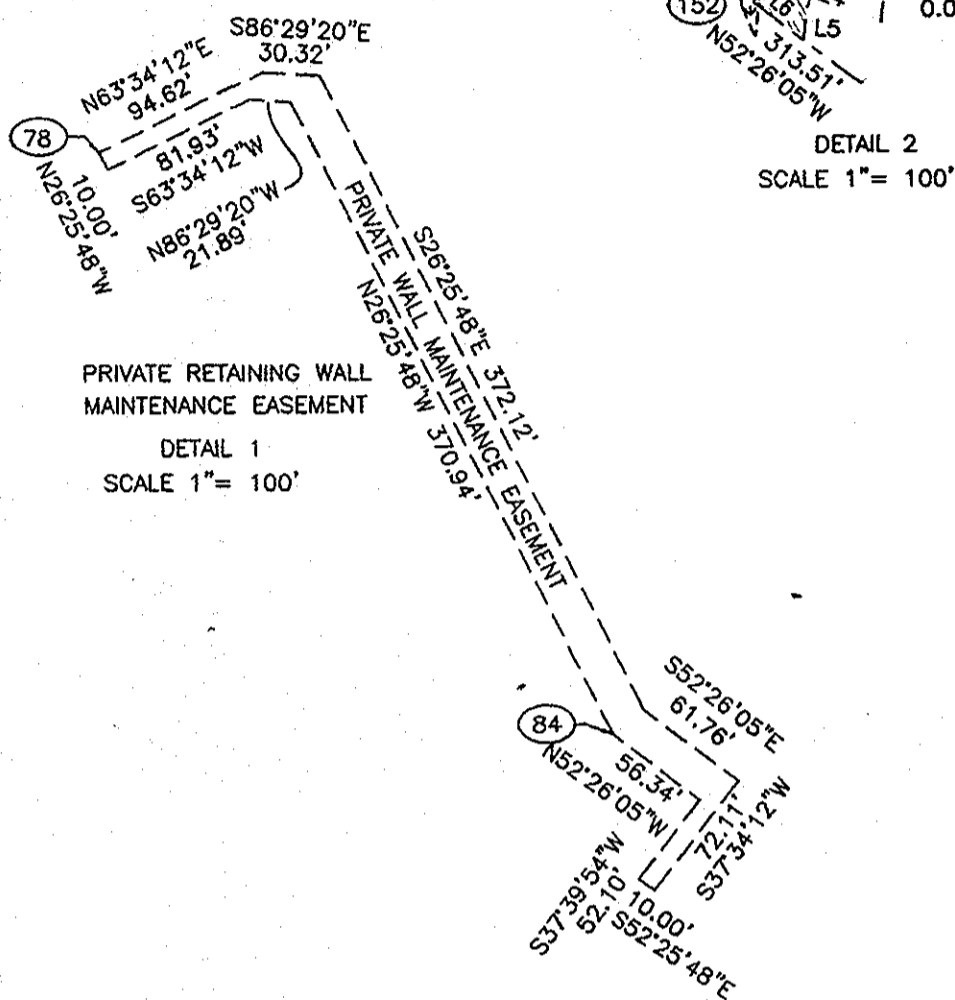 S86°29'20"E
30.32'
N63°34'12"E
94.62'
78
10.00'
N26°25'48"W
81.93'
S63°34'12"W
N86°29'20"W
21.89'
PRIVATE WALL MAINTENANCE EASEMENT
S26°25'48"E 372.12'
N26°25'48"W 370.94'
PRIVATE RETAINING WALL
MAINTENANCE EASEMENT
DETAIL 1
SCALE 1"= 100'
152
L6
L5
0.0
313.51'
N52°26'05"W
DETAIL 2
SCALE 1"= 100'
S52°26'05"E
61.76'
84
56.34'
N52°26'05"W
72.11'
S37°34'12"W
S37°39'54"W
52.10'
10.00'
S52°25'48"E